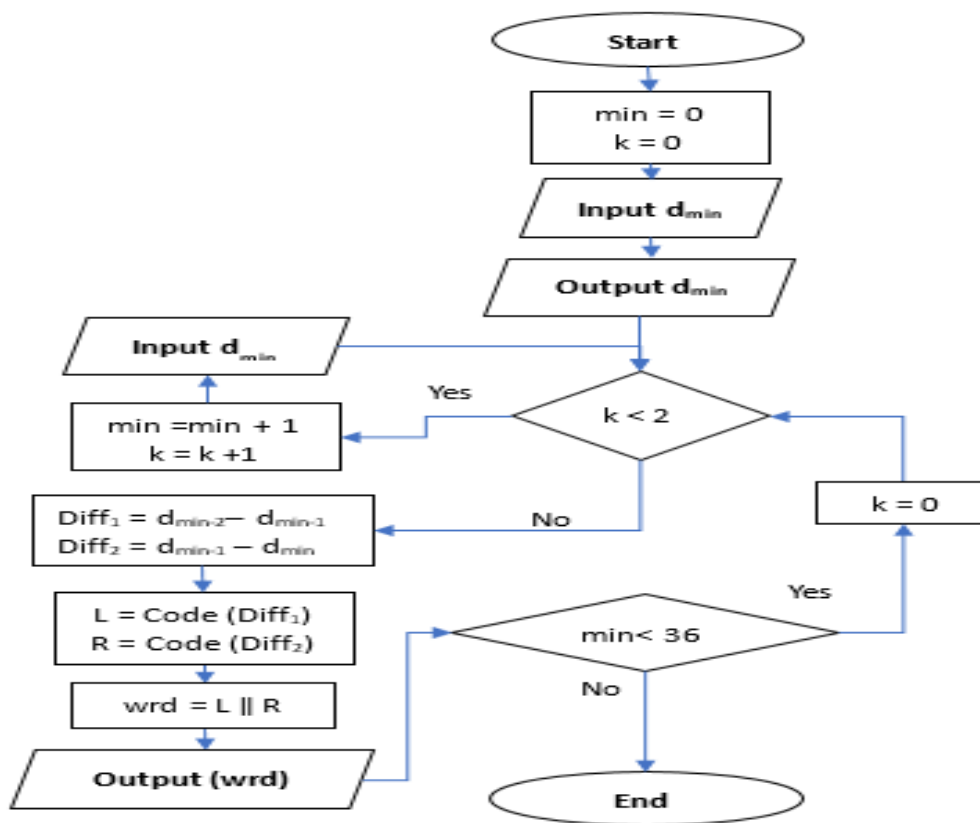 Start
min = 0
k = 0
Input dₘᵢₙ
Output dₘᵢₙ
Input dₘᵢₙ
Yes
k < 2
min =min + 1
k = k +1
k = 0
No
Diff₁ = dₘᵢₙ₋₂– dₘᵢₙ₋₁
Diff₂ = dₘᵢₙ₋₁ – dₘᵢₙ
Yes
L = Code (Diff₁)
R = Code (Diff₂)
min< 36
No
wrd = L ‖ R
Output (wrd)
End